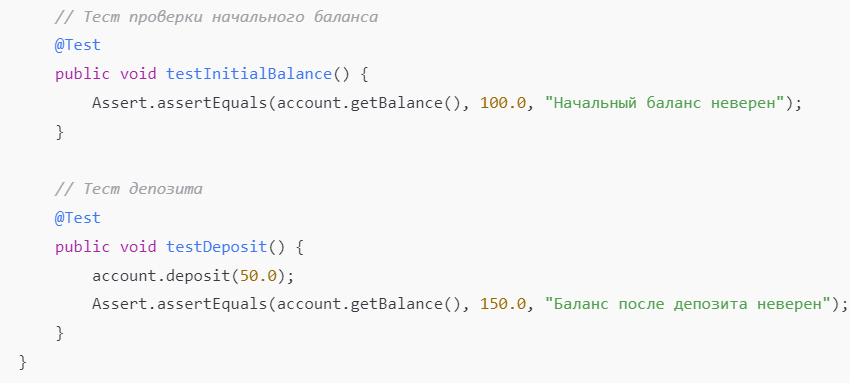 // Тест проверки начального баланса
@Test
public void testInitialBalance() {
Assert.assertEquals(account.getBalance(), 100.0, "Начальный баланс неверен");
}
// Тест депозита
@Test
public void testDeposit() {
account.deposit(50.0);
Assert.assertEquals(account.getBalance(), 150.0, "Баланс после депозита неверен");
}
}